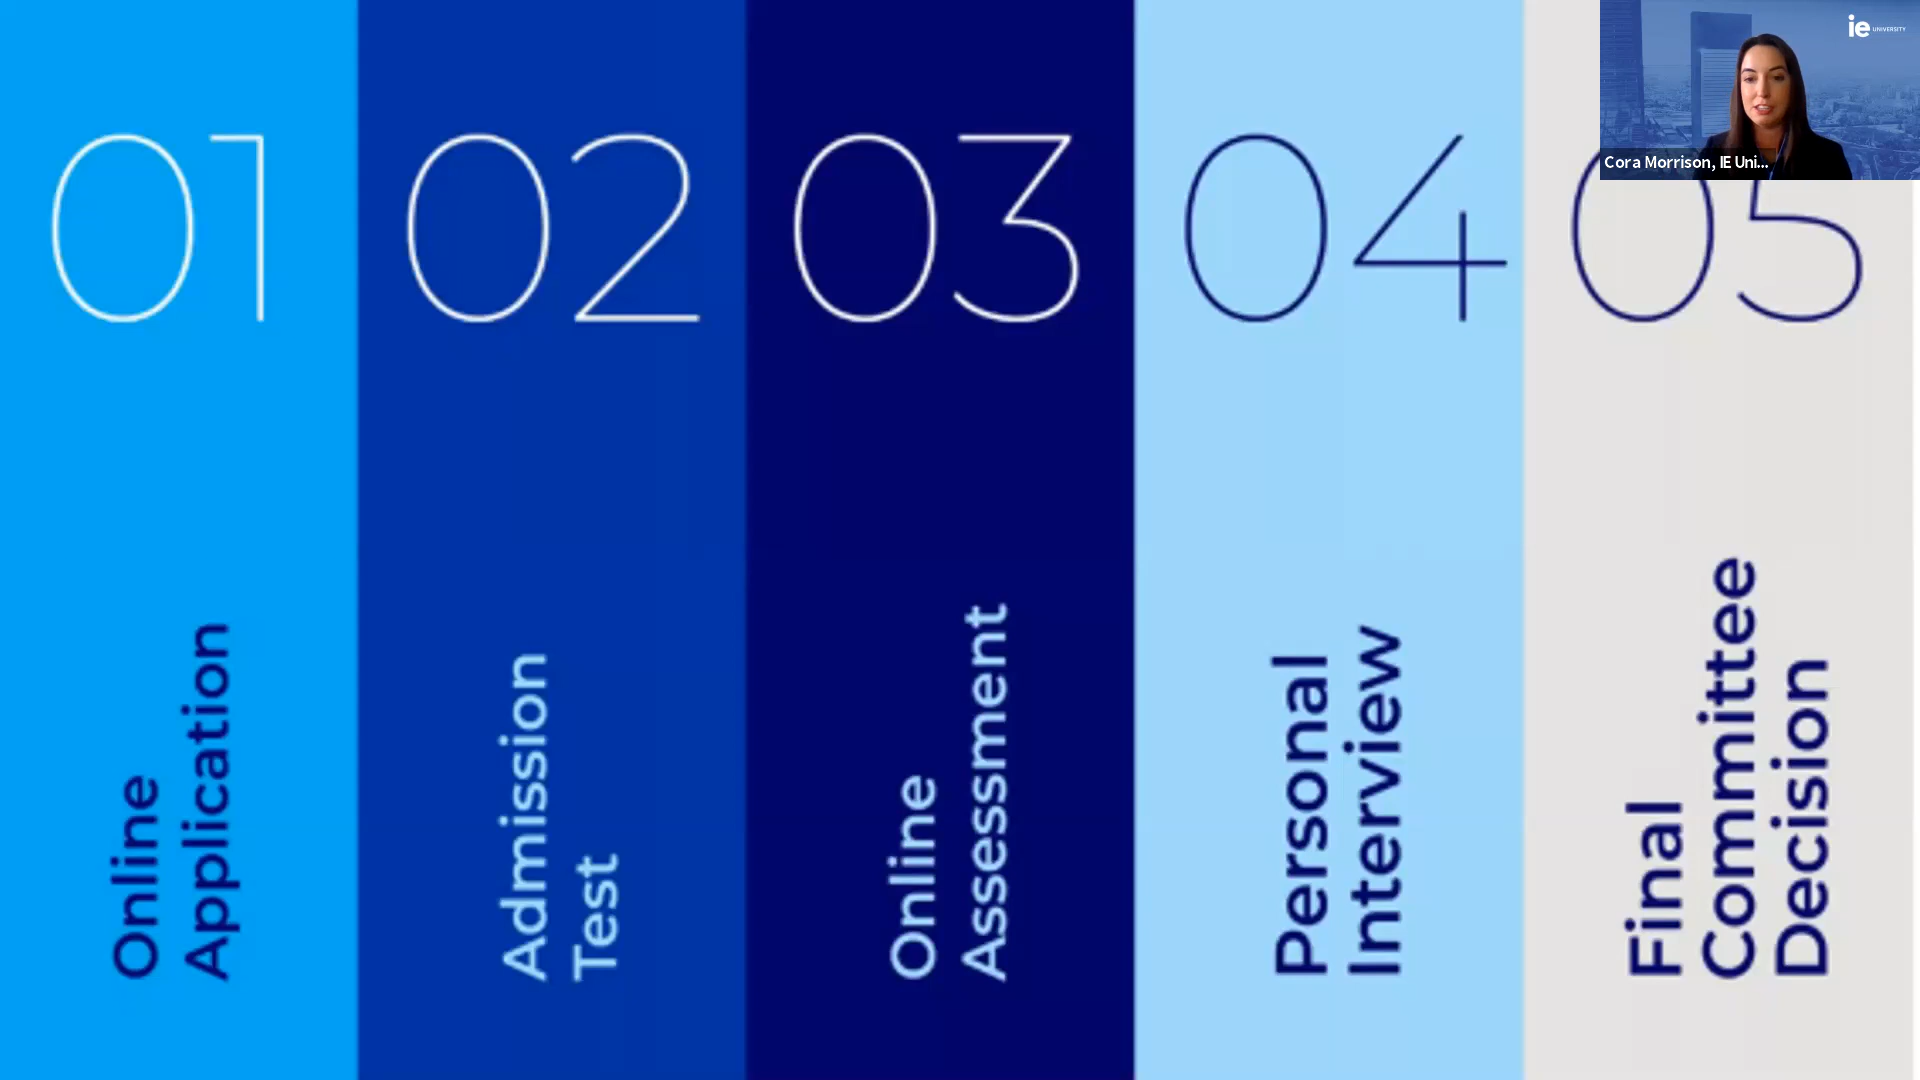 01
Online
Application
02
Admission
Test
03
Online
Assessment
04
Personal
Interview
05
Final
Committee
Decision
ie UNIVERSITY
Cora Morrison, IE Uni...